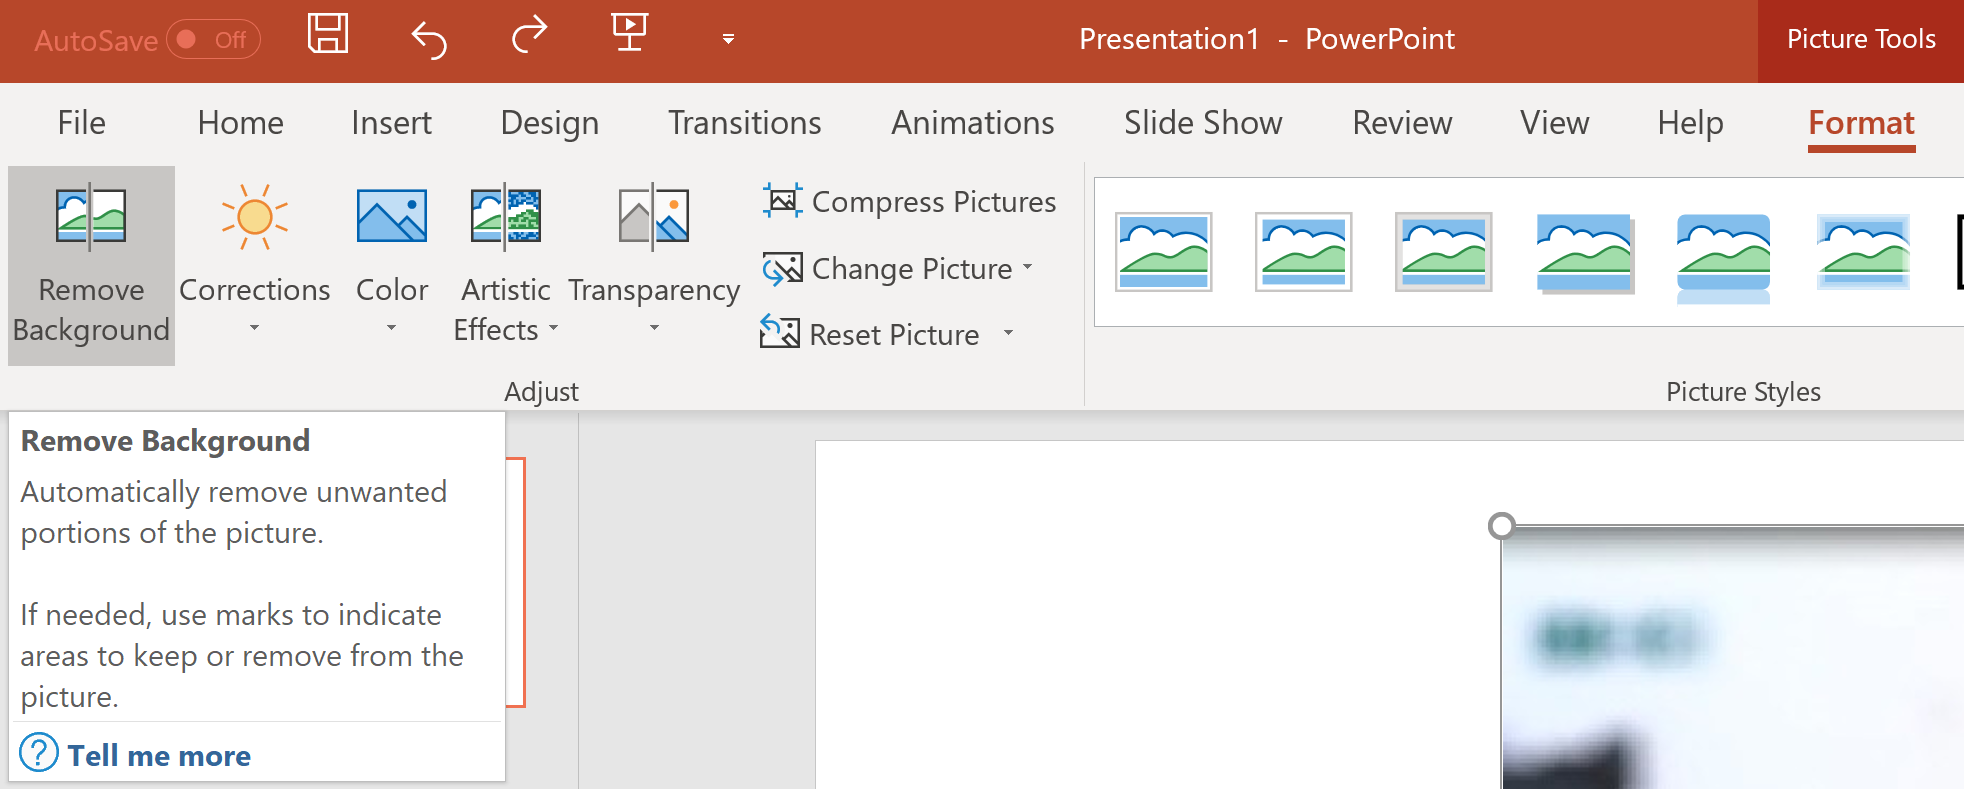 AutoSave Off
Presentation1 - PowerPoint
Picture Tools
File Home Insert Design Transitions Animations Slide Show Review View Help Format
Remove
Background
Corrections
Color
Artistic
Effects
Transparency
Compress Pictures
Change Picture
Reset Picture
Adjust
Picture Styles
Remove Background
Automatically remove unwanted
portions of the picture.
If needed, use marks to indicate
areas to keep or remove from the
picture.
Tell me more